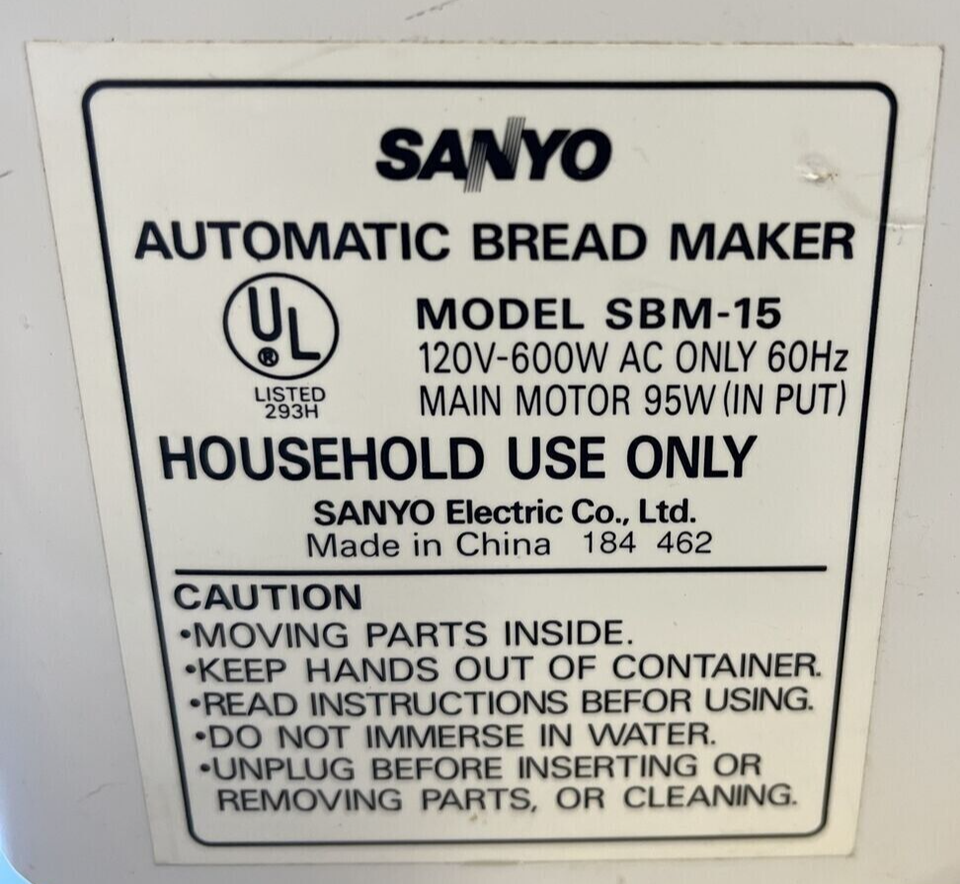 SANYO
AUTOMATIC BREAD MAKER
UL ®
LISTED
293H
MODEL SBM-15
120V-600W AC ONLY 60Hz
MAIN MOTOR 95W (IN PUT)
HOUSEHOLD USE ONLY
SANYO Electric Co., Ltd.
Made in China 184 462
CAUTION
•MOVING PARTS INSIDE.
•KEEP HANDS OUT OF CONTAINER.
•READ INSTRUCTIONS BEFOR USING.
•DO NOT IMMERSE IN WATER.
•UNPLUG BEFORE INSERTING OR
REMOVING PARTS, OR CLEANING.